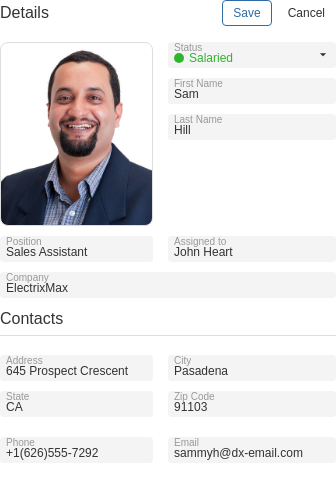 Details
Save
Cancel
Status
Salaried
First Name
Sam
Last Name
Hill
Position
Sales Assistant
Assigned to
John Heart
Company
ElectrixMax
Contacts
Address
645 Prospect Crescent
City
Pasadena
State
CA
Zip Code
91103
Phone
+1(626)555-7292
Email
sammyh@dx-email.com